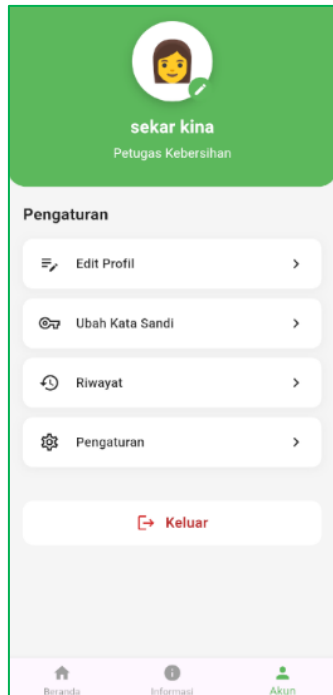 sekar kina
Petugas Kebersihan
Pengaturan
Edit Profil
Ubah Kata Sandi
Riwayat
Pengaturan
Keluar
Beranda
Informasi
Akun